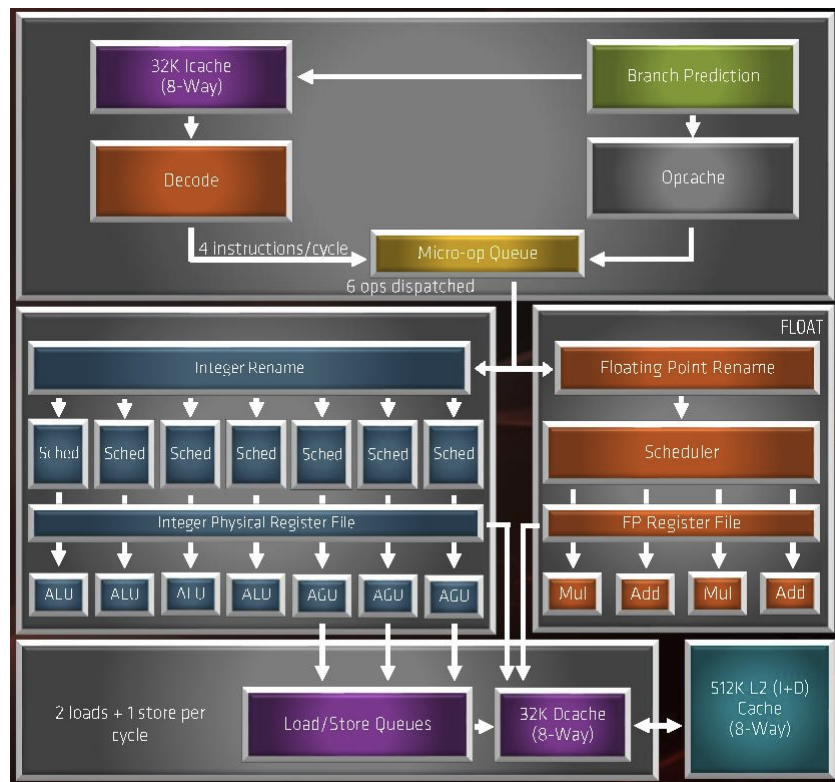 32K Icache
(8-Way)
Branch Prediction
Decode
Opcache
4 instructions/cycle
Micro-op Queue
6 ops dispatched
FLOAT
Integer Rename
Floating Point Rename
Sched
Sched
Sched
Sched
Sched
Sched
Sched
Scheduler
Integer Physical Register File
FP Register File
ALU
ALU
ALU
ALU
AGU
AGU
AGU
Mul
Add
Mul
Add
2 loads + 1 store per
cycle
Load/Store Queues
32K Dcache
(8-Way)
512K L2 (I+D)
Cache
(8-Way)